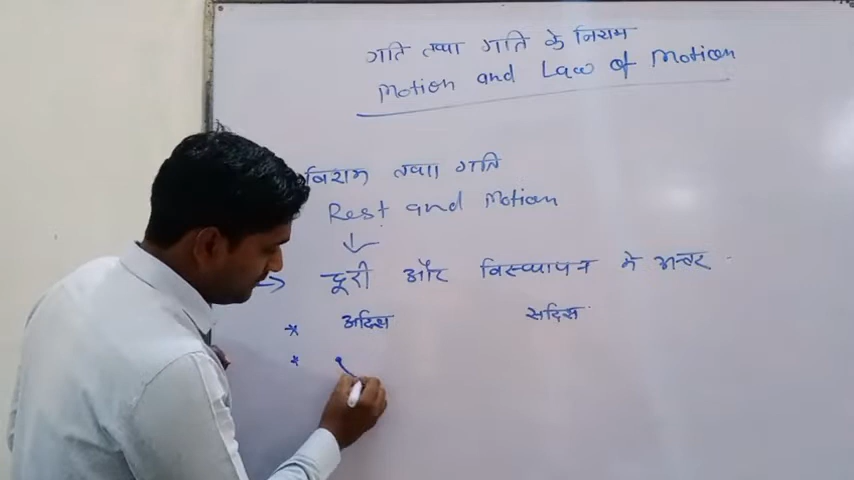 गति तथा गति के नियम
Motion and Law of Motion
विराम तथा गति
Rest and Motion
↓
→ दूरी और विस्थापन मे अन्तर
* अदिश सदिश
*